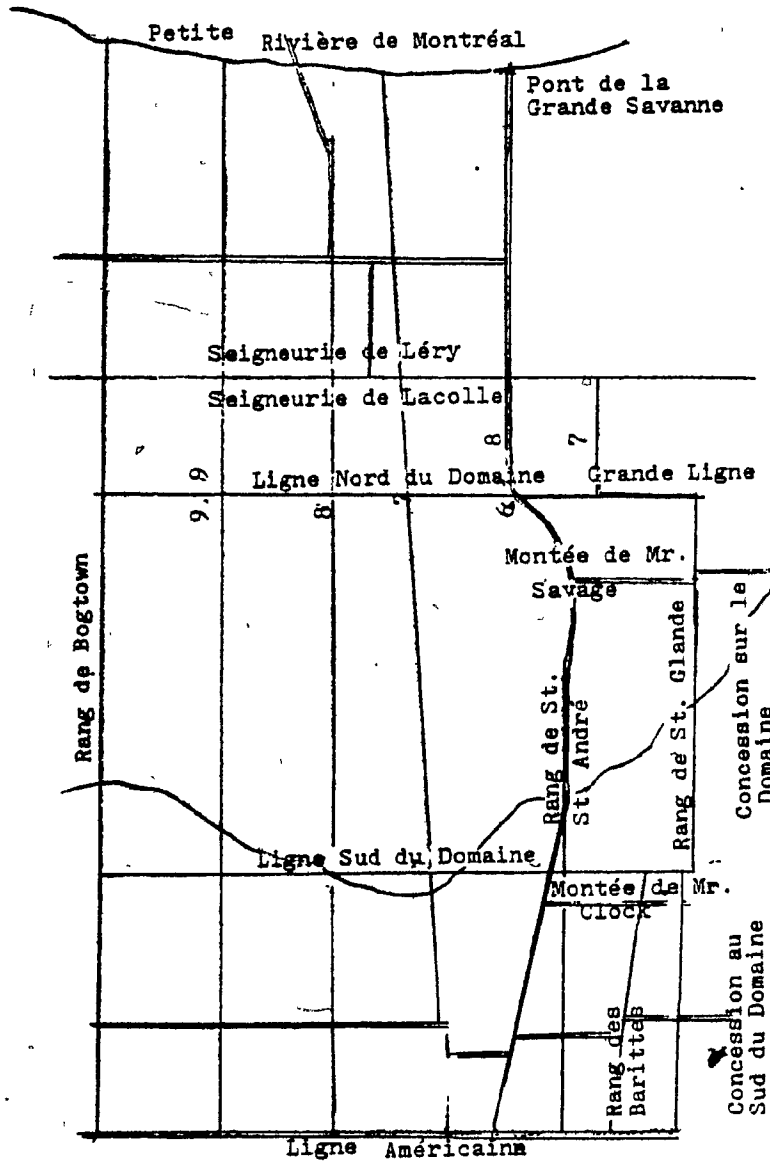 Petite Rivière de Montréal
Pont de la
Grande Savanne
Seigneurie de Léry
Seigneurie de Lacolle
8
7
Ligne Nord du Domaine
Grande Ligne
9,9
8
7
6
Montée de Mr.
Savage
Rang de Bogtown
Rang de St.
St. André
Rang de St. Glande
Concession sur le
Domaine
Ligne Sud du Domaine
Montée de Mr.
Clock
Rang des
Barittes
Concession au
Sud du Domaine
Ligne Américaine